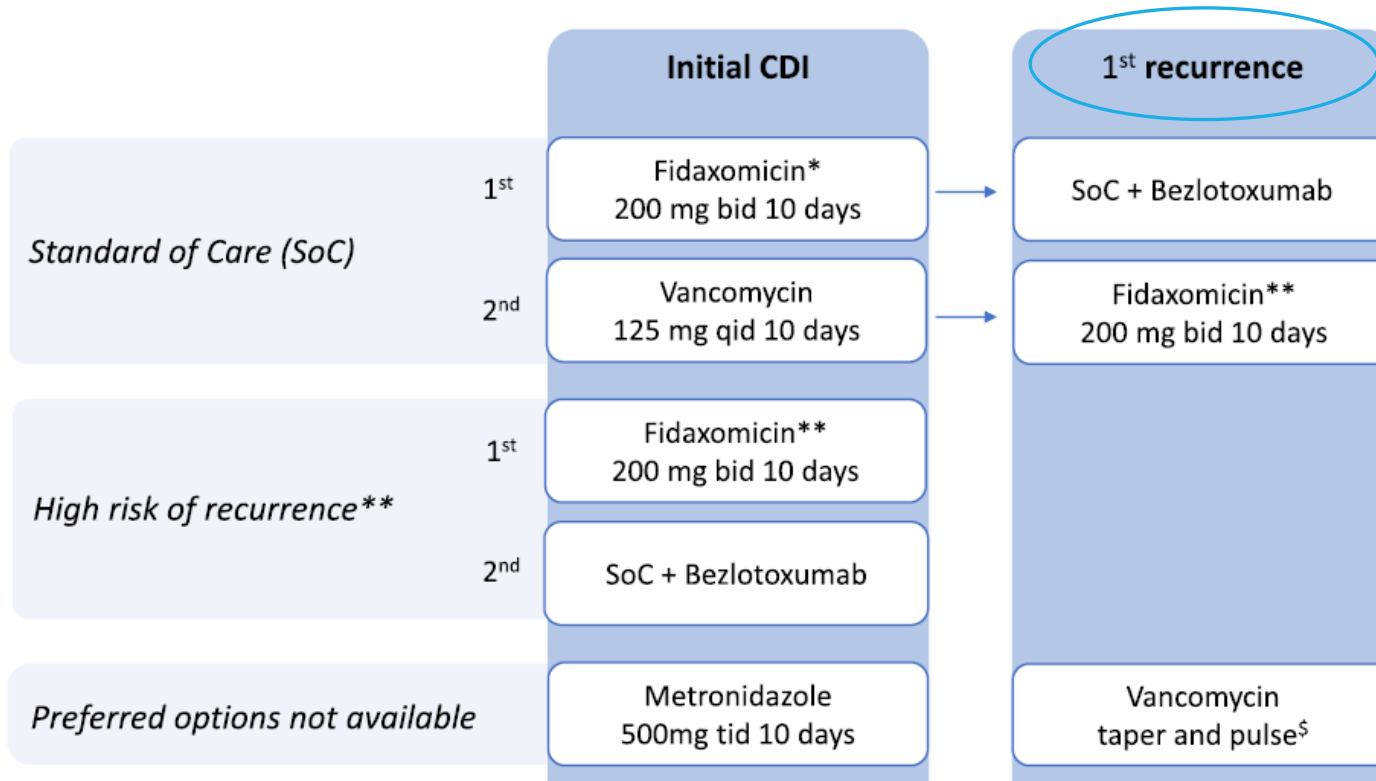 Initial CDI
1st recurrence
Standard of Care (SoC)
1st
Fidaxomicin*
200 mg bid 10 days
SoC + Bezlotoxumab
2nd
Vancomycin
125 mg qid 10 days
Fidaxomicin**
200 mg bid 10 days
High risk of recurrence**
1st
Fidaxomicin**
200 mg bid 10 days
2nd
SoC + Bezlotoxumab
Preferred options not available
Metronidazole
500mg tid 10 days
Vancomycin
taper and pulse$